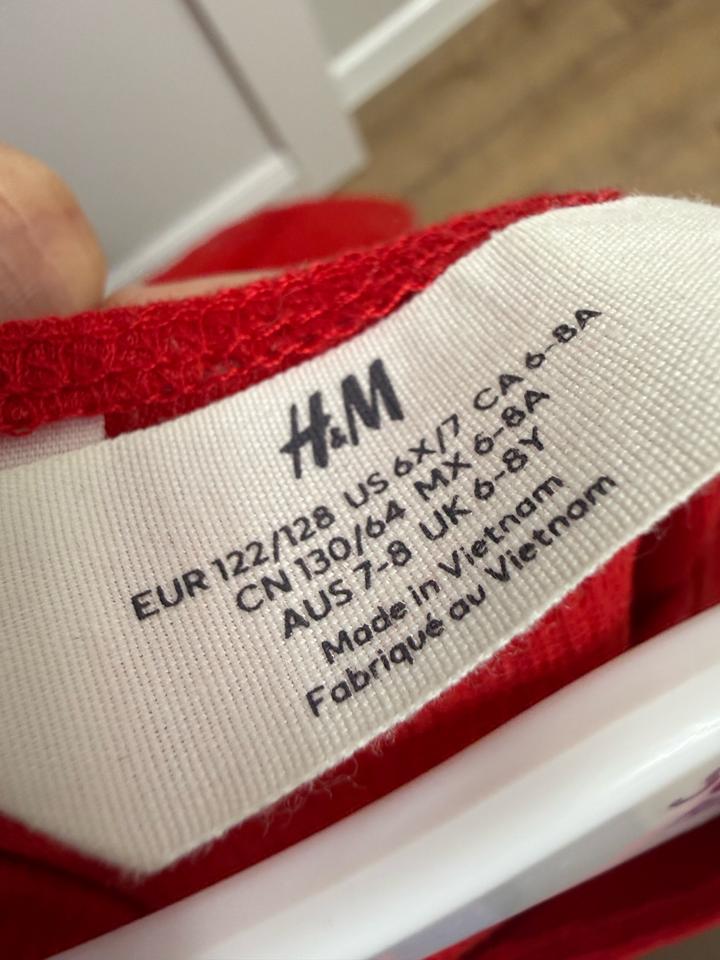 H&M
EUR 122/128 US 6X/7 CA 6-8A
CN 130/64 MX 6-8A
AUS 7-8 UK 6-8Y
Made in Vietnam
Fabriqué au Vietnam